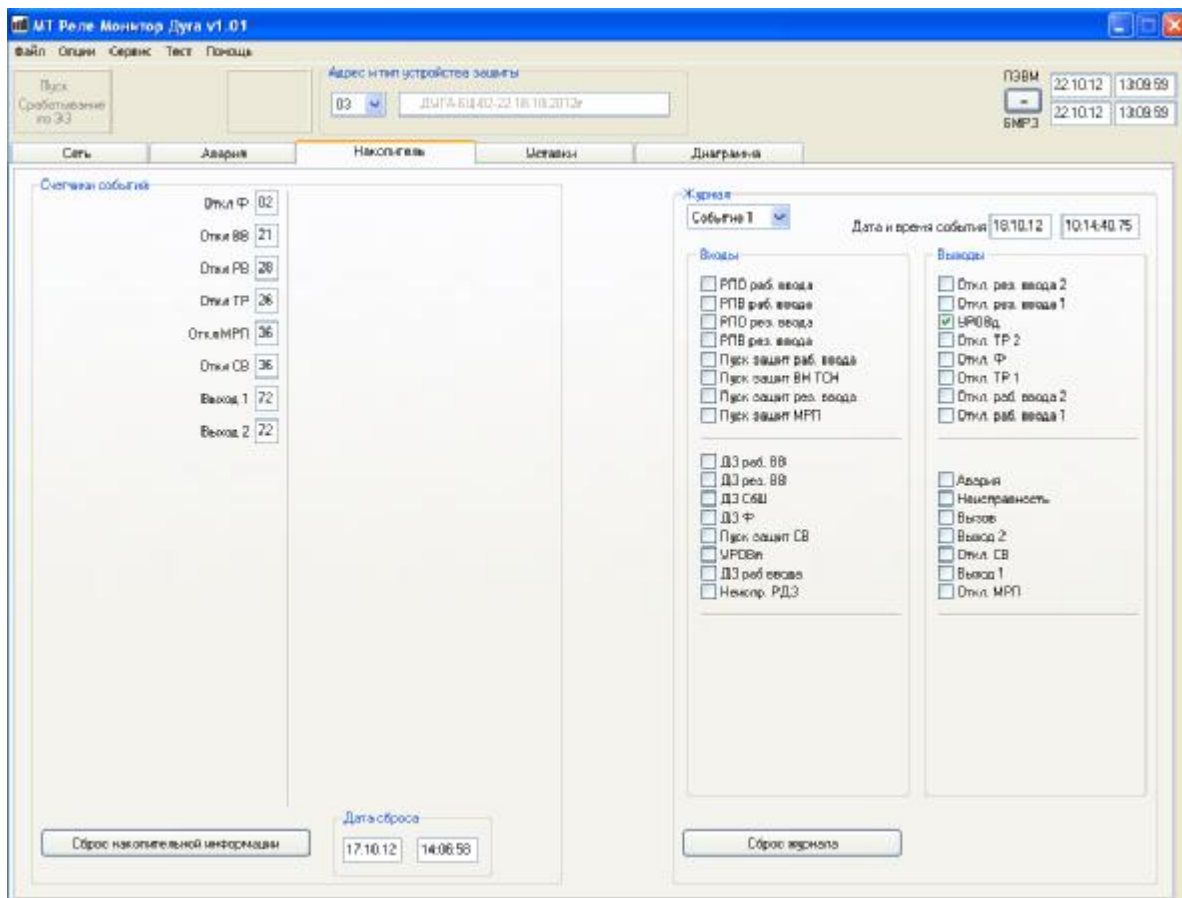 МТ Реле Монитор Дуга v1.01
Файл Опции Сервис Тест Помощь
Пуск
Срабатывание
по ЭЗ
Адрес и тип устройства защиты
03
ДУГА-БЦ-02-22 18.10.2012г
ПЭВМ
22.10.12 13:09:59
-
БМРЗ
22.10.12 13:09:59
Сеть Авария Накопитель Уставки Диаграмма
Счетчики событий
Откл Ф 02
Откл ВВ 21
Откл РВ 28
Откл ТР 26
Откл МРП 36
Откл СВ 36
Выход 1 72
Выход 2 72
Сброс накопительной информации
Дата сброса
17.10.12 14:06:58
Журнал
Событие 1
Дата и время события 18.10.12 10:14:40.75
Входы
РПО раб. ввода
РПВ раб. ввода
РПО рез. ввода
РПВ рез. ввода
Пуск защит раб. ввода
Пуск защит ВН ТСН
Пуск защит рез. ввода
Пуск защит МРП
ДЗ раб. ВВ
ДЗ рез. ВВ
ДЗ СбШ
ДЗ Ф
Пуск защит СВ
УРОВп
ДЗ раб ввода
Неиспр. РДЗ
Выходы
Откл. рез. ввода 2
Откл. рез. ввода 1
УРОВд
Откл. ТР 2
Откл. Ф
Откл. ТР 1
Откл. раб. ввода 2
Откл. раб. ввода 1
Авария
Неисправность
Вызов
Выход 2
Откл. СВ
Выход 1
Откл. МРП
Сброс журнала